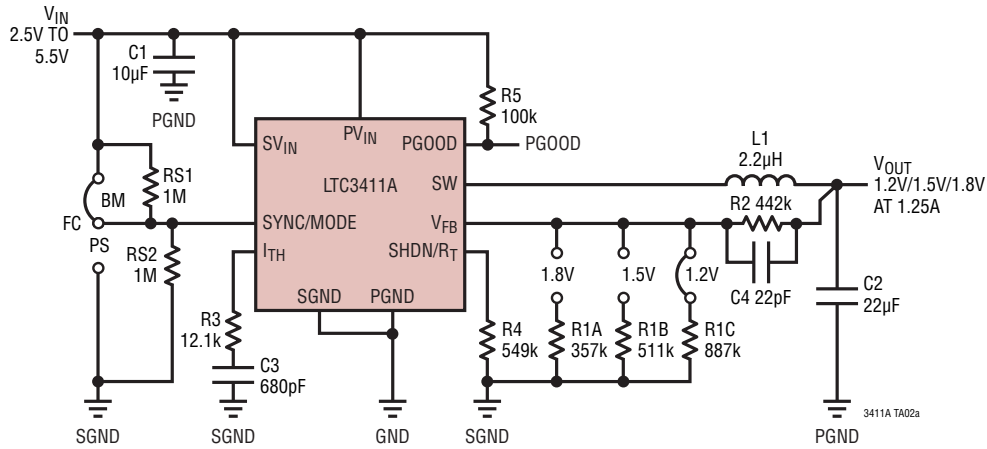 VIN
2.5V TO
5.5V
C1
10µF
PGND
R5
100k
SVIN
PVIN
PGOOD
PGOOD
LTC3411A
SW
L1
2.2µH
VOUT
1.2V/1.5V/1.8V
AT 1.25A
RS1
1M
BM
FC
PS
SYNC/MODE
VFB
R2 442k
C4 22pF
RS2
1M
ITH
SHDN/RT
SGND
PGND
1.8V
1.5V
1.2V
C2
22µF
R3
12.1k
C3
680pF
R4
549k
R1A
357k
R1B
511k
R1C
887k
SGND
SGND
GND
SGND
PGND
3411A TA02a